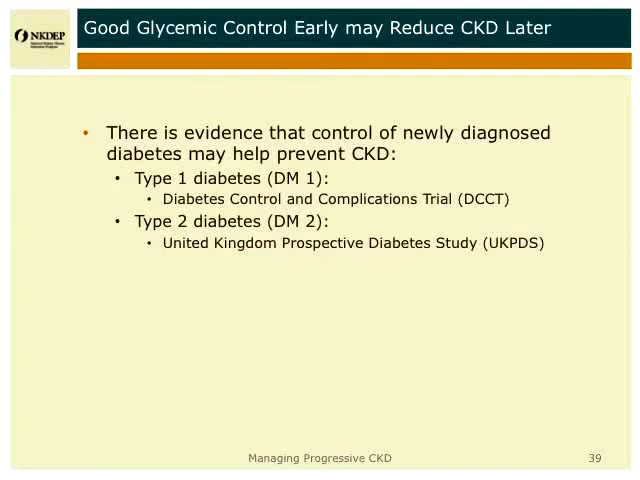 Good Glycemic Control Early may Reduce CKD Later
NKDEP
• There is evidence that control of newly diagnosed
diabetes may help prevent CKD:
• Type 1 diabetes (DM 1):
• Diabetes Control and Complications Trial (DCCT)
• Type 2 diabetes (DM 2):
• United Kingdom Prospective Diabetes Study (UKPDS)
Managing Progressive CKD
39